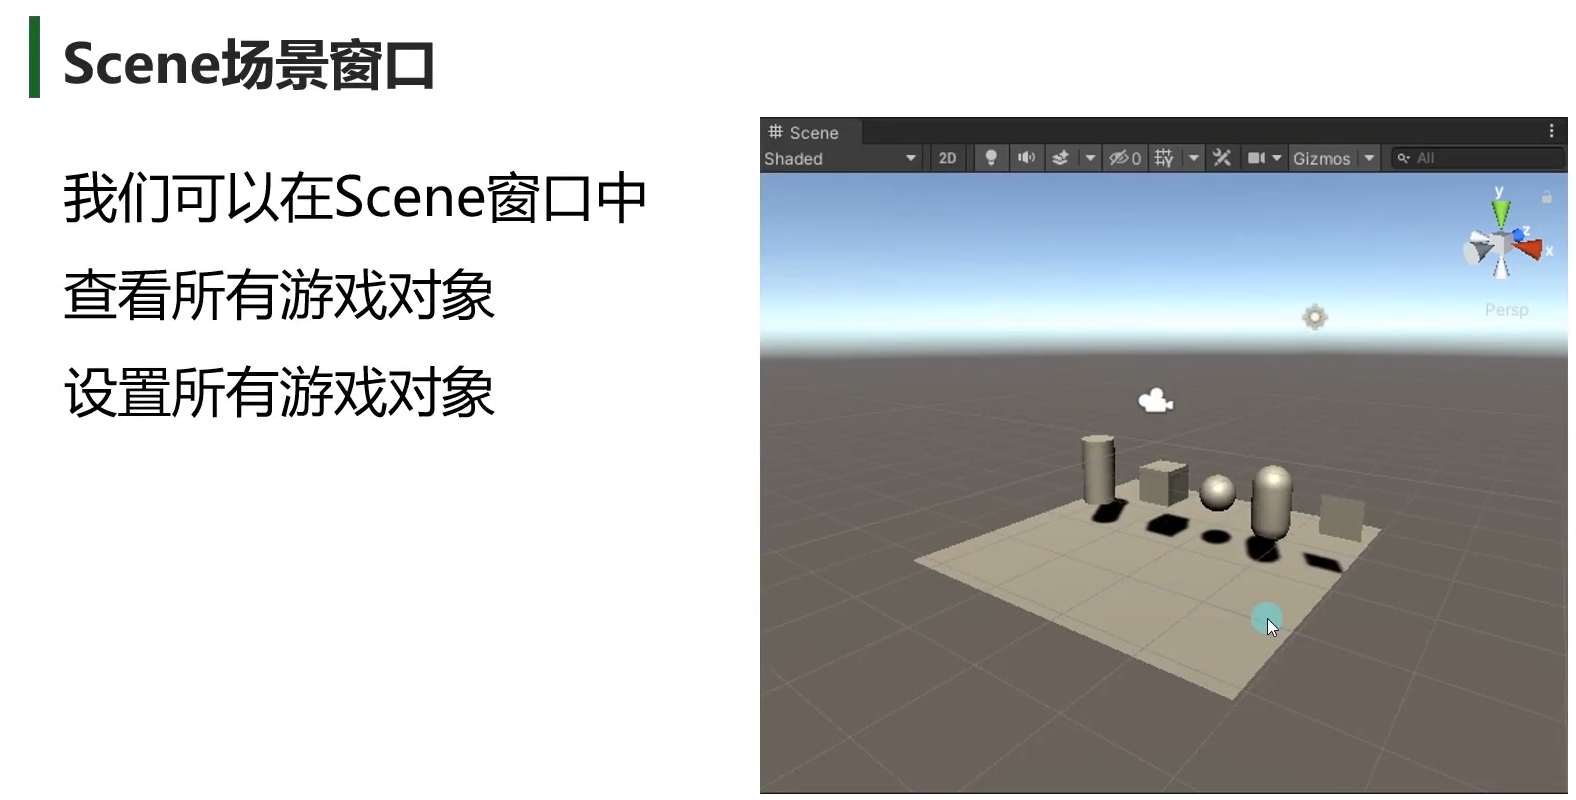 Scene场景窗口
我们可以在Scene窗口中
查看所有游戏对象
设置所有游戏对象
Scene
Shaded 2D 0 Gizmos All
y
z
x
Persp